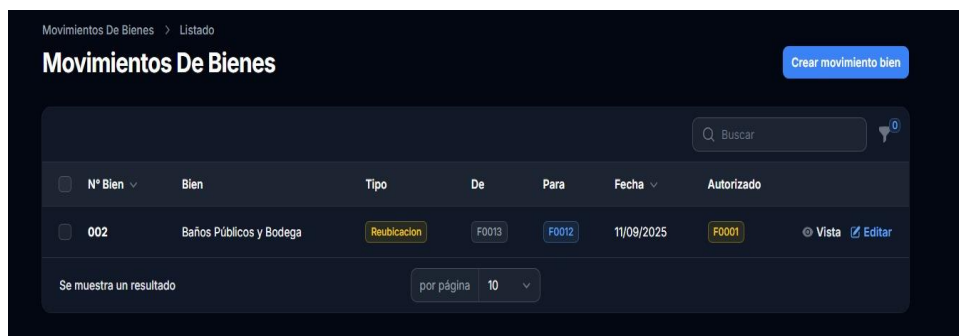 Movimientos De Bienes > Listado
Movimientos De Bienes
Crear movimiento bien
Buscar
0
N° Bien Bien Tipo De Para Fecha Autorizado
002 Baños Públicos y Bodega Reubicacion F0013 F0012 11/09/2025 F0001 Vista Editar
Se muestra un resultado por página 10